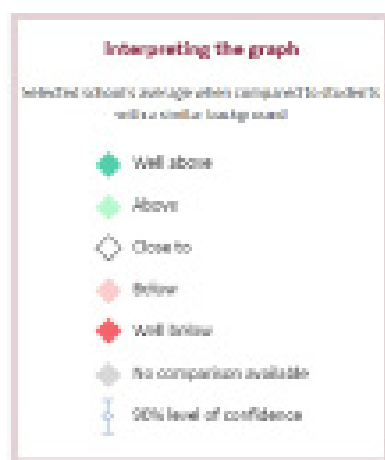 Interpreting the graph
Selected school's average when compared to students
with a similar background
Well above
Above
Close to
Below
Well below
No comparison available
90% level of confidence